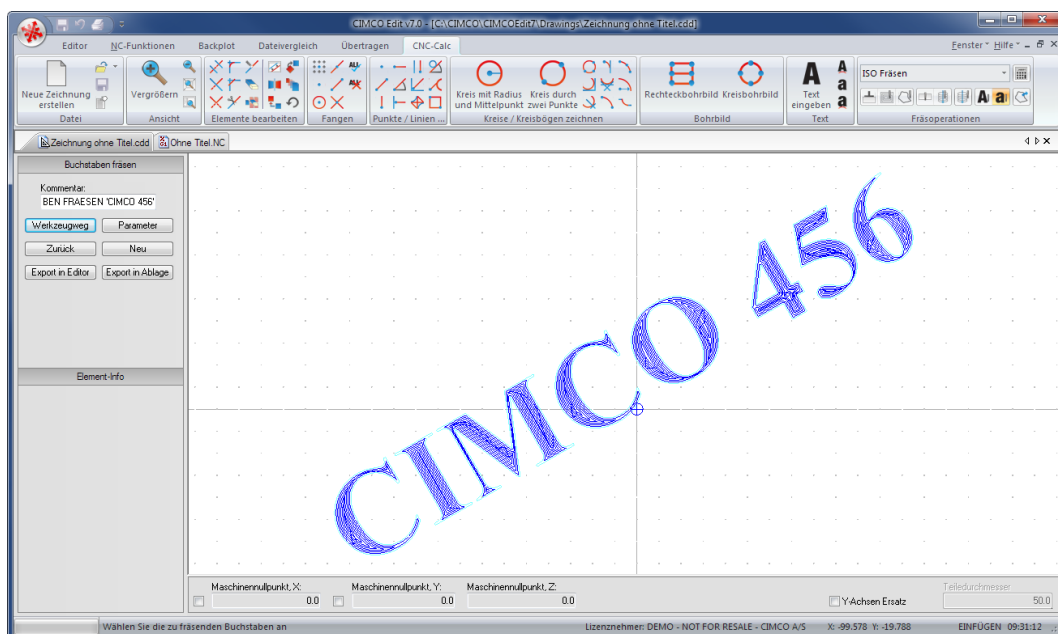 CIMCO Edit v7.0 - [C:\CIMCO\CIMCOEdit7\Drawings\Zeichnung ohne Titel.cdd]
Editor NC-Funktionen Backplot Dateivergleich Übertragen CNC-Calc Fenster Hilfe
Neue Zeichnung erstellen
Vergrößern
Kreis mit Radius und Mittelpunkt
Kreis durch zwei Punkte
Rechteckbohrbild Kreisbohrbild
Text eingeben
ISO Fräsen
Datei Ansicht Elemente bearbeiten Fangen Punkte / Linien ... Kreise / Kreisbögen zeichnen Bohrbild Text Fräsoperationen
Zeichnung ohne Titel.cdd Ohne Titel.NC
Buchstaben fräsen
Kommentar:
BEN FRAESEN 'CIMCO 456'
Werkzeugweg Parameter
Zurück Neu
Export in Editor Export in Ablage
Element-Info
CIMCO 456
Maschinennullpunkt, X: Maschinennullpunkt, Y: Maschinennullpunkt, Z: Teiledurchmesser
0.0 0.0 0.0 Y-Achsen Ersatz 50.0
Wählen Sie die zu fräsenden Buchstaben an Lizenznehmer: DEMO - NOT FOR RESALE - CIMCO A/S X: -99.578 Y: -19.788 EINFÜGEN 09:31:12